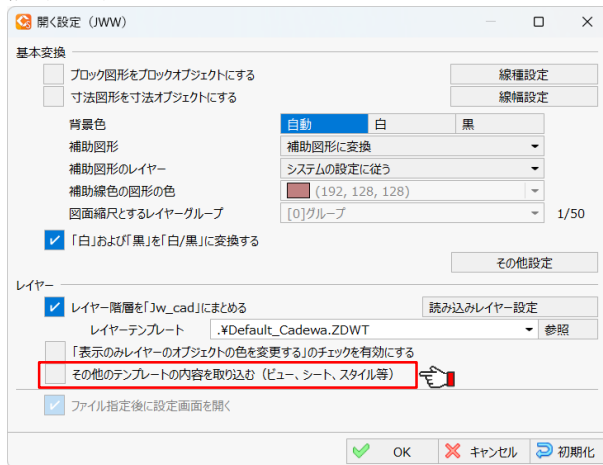 開く設定（JWW）
基本変換
ブロック図形をブロックオブジェクトにする 線種設定
寸法図形を寸法オブジェクトにする 線幅設定
背景色 自動 白 黒
補助図形 補助図形に変換
補助図形のレイヤー システムの設定に従う
補助線色の図形の色 (192, 128, 128)
図面縮尺とするレイヤーグループ [0]グループ 1/50
「白」および「黒」を「白/黒」に変換する
その他設定
レイヤー
レイヤー階層を「Jw_cad」にまとめる 読み込みレイヤー設定
レイヤーテンプレート .¥Default_Cadewa.ZDWT 参照
「表示のみレイヤーのオブジェクトの色を変更する」のチェックを有効にする
その他のテンプレートの内容を取り込む（ビュー、シート、スタイル等）
ファイル指定後に設定画面を開く
OK キャンセル 初期化